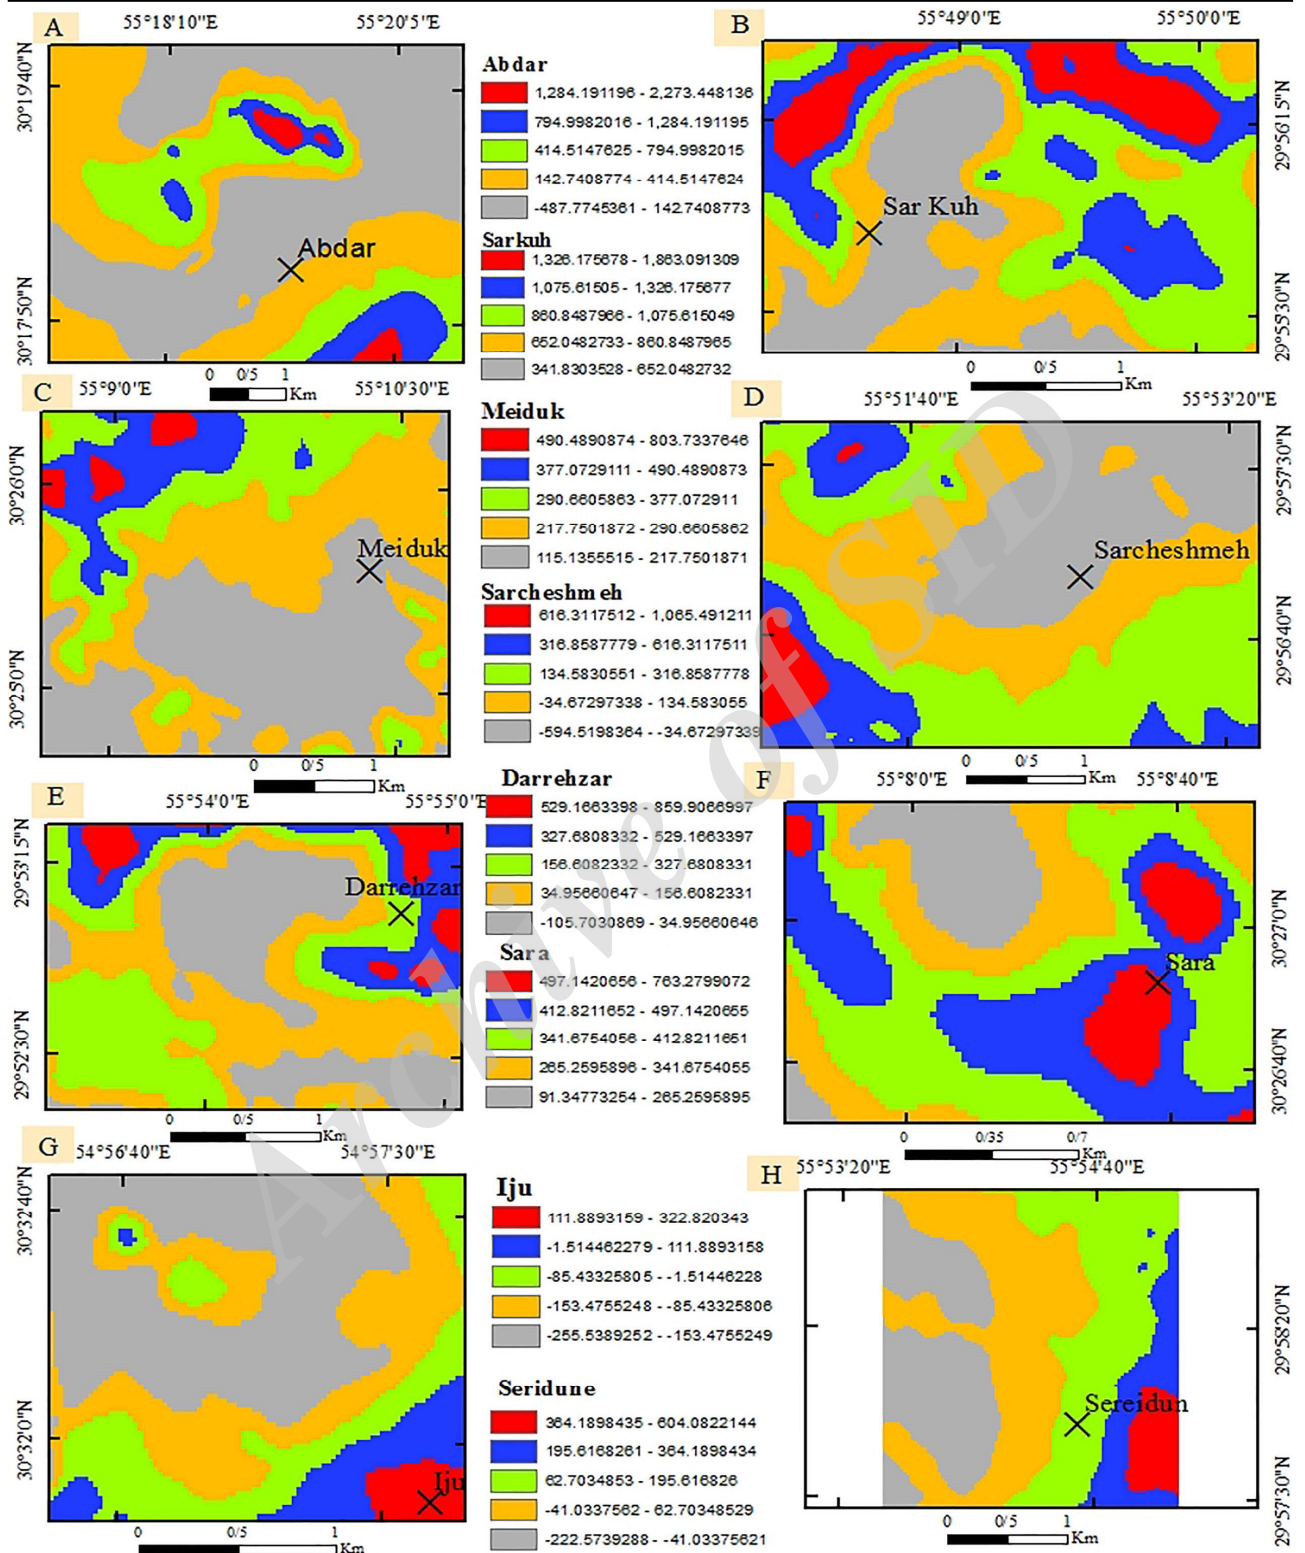 A
55°18'10"E
55°20'5"E
30°19'40"N
30°17'50"N
Abdar
0 0/5 1
Km
Abdar
1,284.191196 - 2,273.448136
794.9982016 - 1,284.191195
414.5147625 - 794.9982015
142.7408774 - 414.5147624
-487.7745361 - 142.7408773
Sarkuh
1,326.175678 - 1,863.091309
1,075.61505 - 1,326.175677
860.8487966 - 1,075.615049
652.0482733 - 860.8487965
341.8303528 - 652.0482732
B
55°49'0"E
55°50'0"E
29°56'15"N
29°55'30"N
Sar Kuh
0 0/5 1
Km
C
55°9'0"E
55°10'30"E
30°26'0"N
30°25'0"N
Meiduk
0 0/5 1
Km
Meiduk
490.4890874 - 803.7337646
377.0729111 - 490.4890873
290.6605863 - 377.072911
217.7501872 - 290.6605862
115.1355515 - 217.7501871
Sarcheshmeh
616.3117512 - 1,065.491211
316.8587779 - 616.3117511
134.5830551 - 316.8587778
-34.67297338 - 134.583055
-594.5198364 - -34.67297339
D
55°51'40"E
55°53'20"E
29°57'30"N
29°56'40"N
Sarcheshmeh
0 0/5 1
Km
E
55°54'0"E
55°55'0"E
29°53'15"N
29°52'30"N
Darrehzar
0 0/5 1
Km
Darrehzar
529.1663398 - 859.9066997
327.6808332 - 529.1663397
156.6082332 - 327.6808331
34.95660647 - 156.6082331
-105.7030869 - 34.95660646
Sara
497.1420656 - 763.2799072
412.8211652 - 497.1420655
341.6754056 - 412.8211651
265.2595896 - 341.6754055
91.34773254 - 265.2595895
F
55°8'0"E
55°8'40"E
30°27'0"N
30°26'40"N
Sara
0 0/35 0/7
Km
G
54°56'40"E
54°57'30"E
30°32'40"N
30°32'0"N
Iju
0 0/5 1
Km
Iju
111.8893159 - 322.820343
-1.514462279 - 111.8893158
-85.43325805 - -1.51446228
-153.4755248 - -85.43325806
-255.5389252 - -153.4755249
Seridune
364.1898435 - 604.0822144
195.6168261 - 364.1898434
62.7034853 - 195.616826
-41.0337562 - 62.70348529
-222.5739288 - -41.03375621
H
55°53'20"E
55°54'40"E
29°58'20"N
29°57'30"N
Sereidun
0 0/5 1
Km
Archive of SID